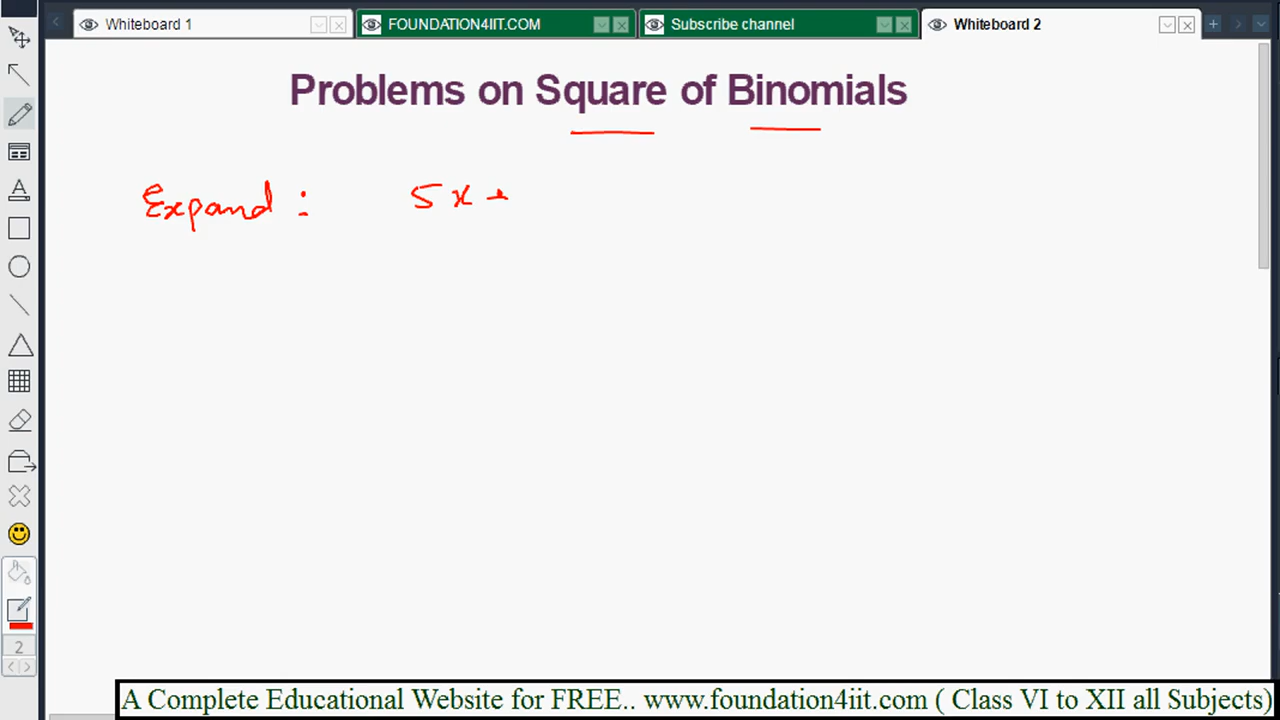 Whiteboard 1 FOUNDATION4IIT.COM Subscribe channel Whiteboard 2
Problems on Square of Binomials
Expand : 5x +
2
A Complete Educational Website for FREE.. www.foundation4iit.com ( Class VI to XII all Subjects)